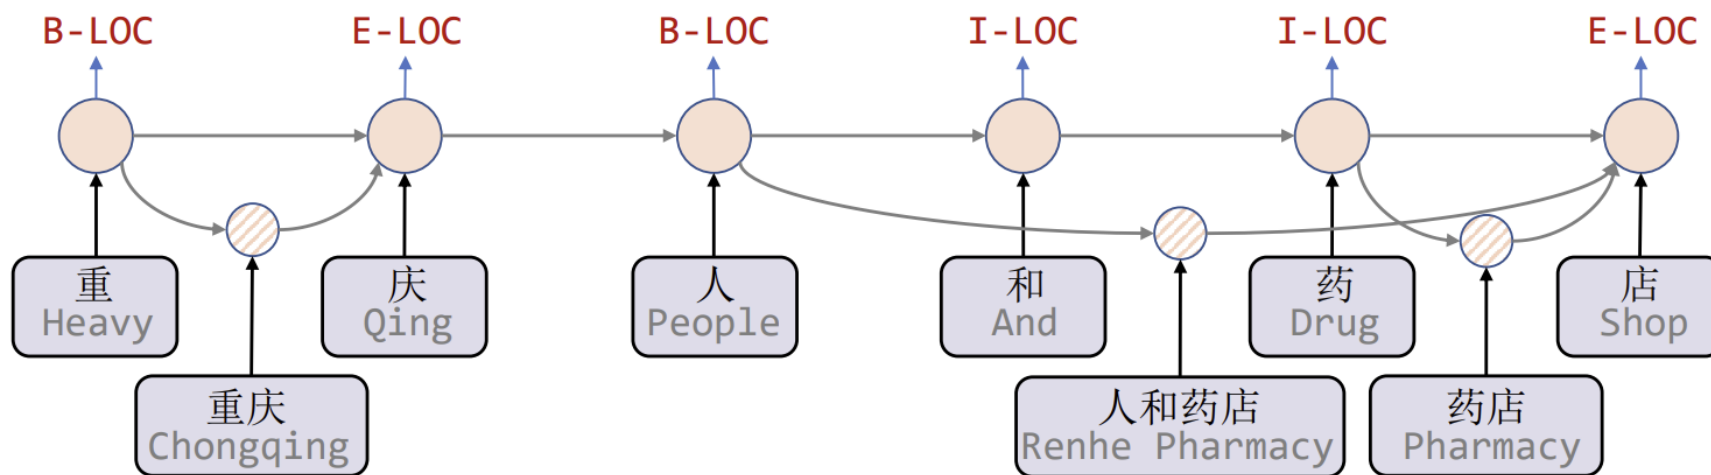 B-LOC E-LOC B-LOC I-LOC I-LOC E-LOC
重 庆 人 和 药 店
Heavy Qing People And Drug Shop
重庆 人和药店 药店
Chongqing Renhe Pharmacy Pharmacy